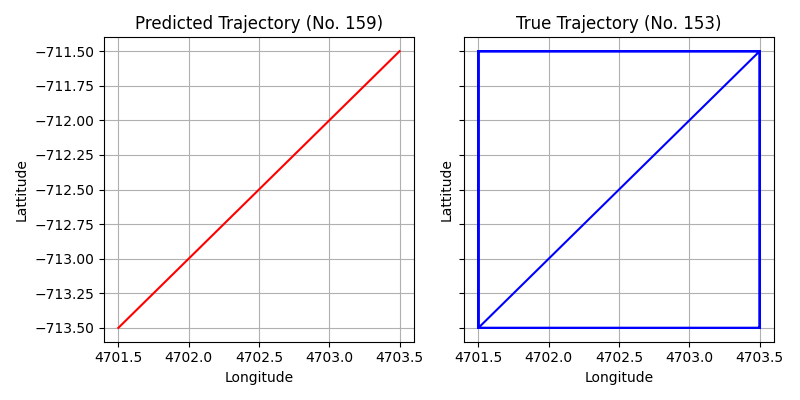 Predicted Trajectory (No. 159)
True Trajectory (No. 153)
−711.50
−711.75
−712.00
−712.25
−712.50
−712.75
−713.00
−713.25
−713.50
Lattitude
Lattitude
4701.5 4702.0 4702.5 4703.0 4703.5
4701.5 4702.0 4702.5 4703.0 4703.5
Longitude
Longitude